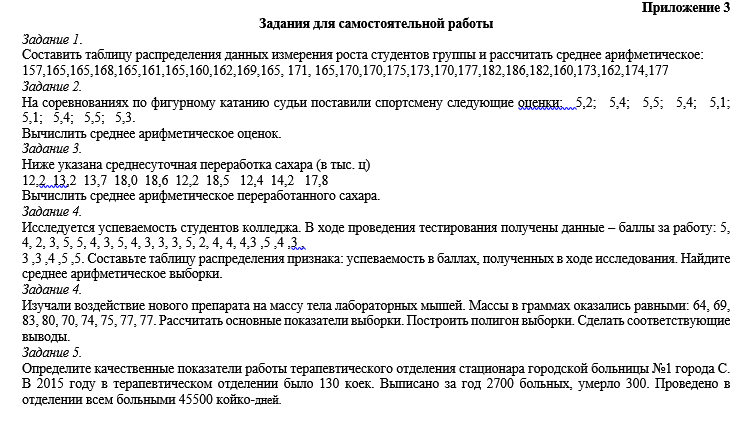 Приложение 3
Задания для самостоятельной работы
Задание 1.
Составить таблицу распределения данных измерения роста студентов группы и рассчитать среднее арифметическое:
157,165,165,168,165,161,165,160,162,169,165, 171, 165,170,170,175,173,170,177,182,186,182,160,173,162,174,177
Задание 2.
На соревнованиях по фигурному катанию судьи поставили спортсмену следующие оценки: 5,2; 5,4; 5,5; 5,4; 5,1;
5,1; 5,4; 5,5; 5,3.
Вычислить среднее арифметическое оценок.
Задание 3.
Ниже указана среднесуточная переработка сахара (в тыс. ц)
12,2 13,2 13,7 18,0 18,6 12,2 18,5 12,4 14,2 17,8
Вычислить среднее арифметическое переработанного сахара.
Задание 4.
Исследуется успеваемость студентов колледжа. В ходе проведения тестирования получены данные – баллы за работу: 5,
4, 2, 3, 5, 5, 4, 3, 5, 4, 3, 3, 3, 5, 2, 4, 4, 4,3 ,5 ,4 ,3 ,
3 ,3 ,4 ,5 ,5. Составьте таблицу распределения признака: успеваемость в баллах, полученных в ходе исследования. Найдите
среднее арифметическое выборки.
Задание 4.
Изучали воздействие нового препарата на массу тела лабораторных мышей. Массы в граммах оказались равными: 64, 69,
83, 80, 70, 74, 75, 77, 77. Рассчитать основные показатели выборки. Построить полигон выборки. Сделать соответствующие
выводы.
Задание 5.
Определите качественные показатели работы терапевтического отделения стационара городской больницы №1 города С.
В 2015 году в терапевтическом отделении было 130 коек. Выписано за год 2700 больных, умерло 300. Проведено в
отделении всем больными 45500 койко-дней.